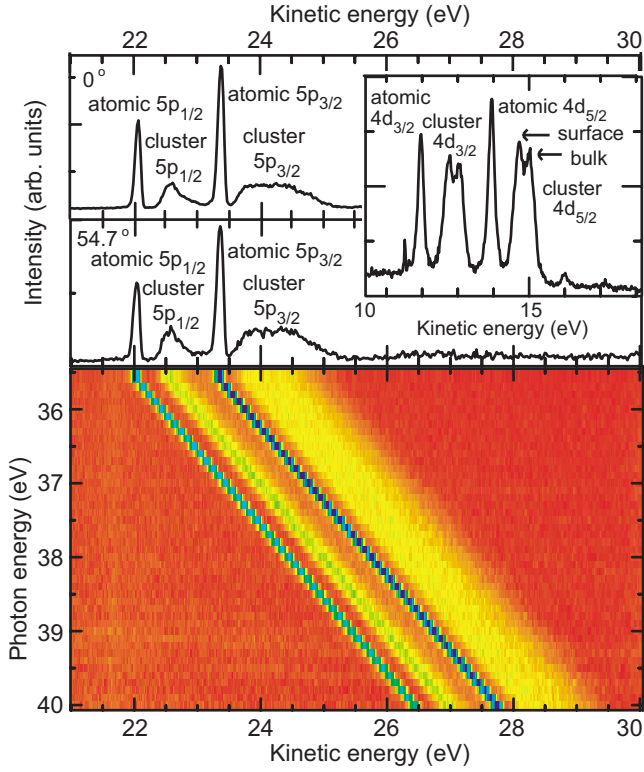 Kinetic energy (eV)
22 24 26 28 30
0°
atomic 5p1/2
atomic 5p3/2
cluster
5p1/2
cluster
5p3/2
Intensity (arb. units)
atomic
4d3/2
cluster
4d3/2
atomic 4d5/2
surface
bulk
cluster
4d5/2
10 15
Kinetic energy (eV)
54.7°
atomic 5p1/2
atomic 5p3/2
cluster
5p1/2
cluster
5p3/2
Photon energy (eV)
36
37
38
39
40
22 24 26 28 30
Kinetic energy (eV)